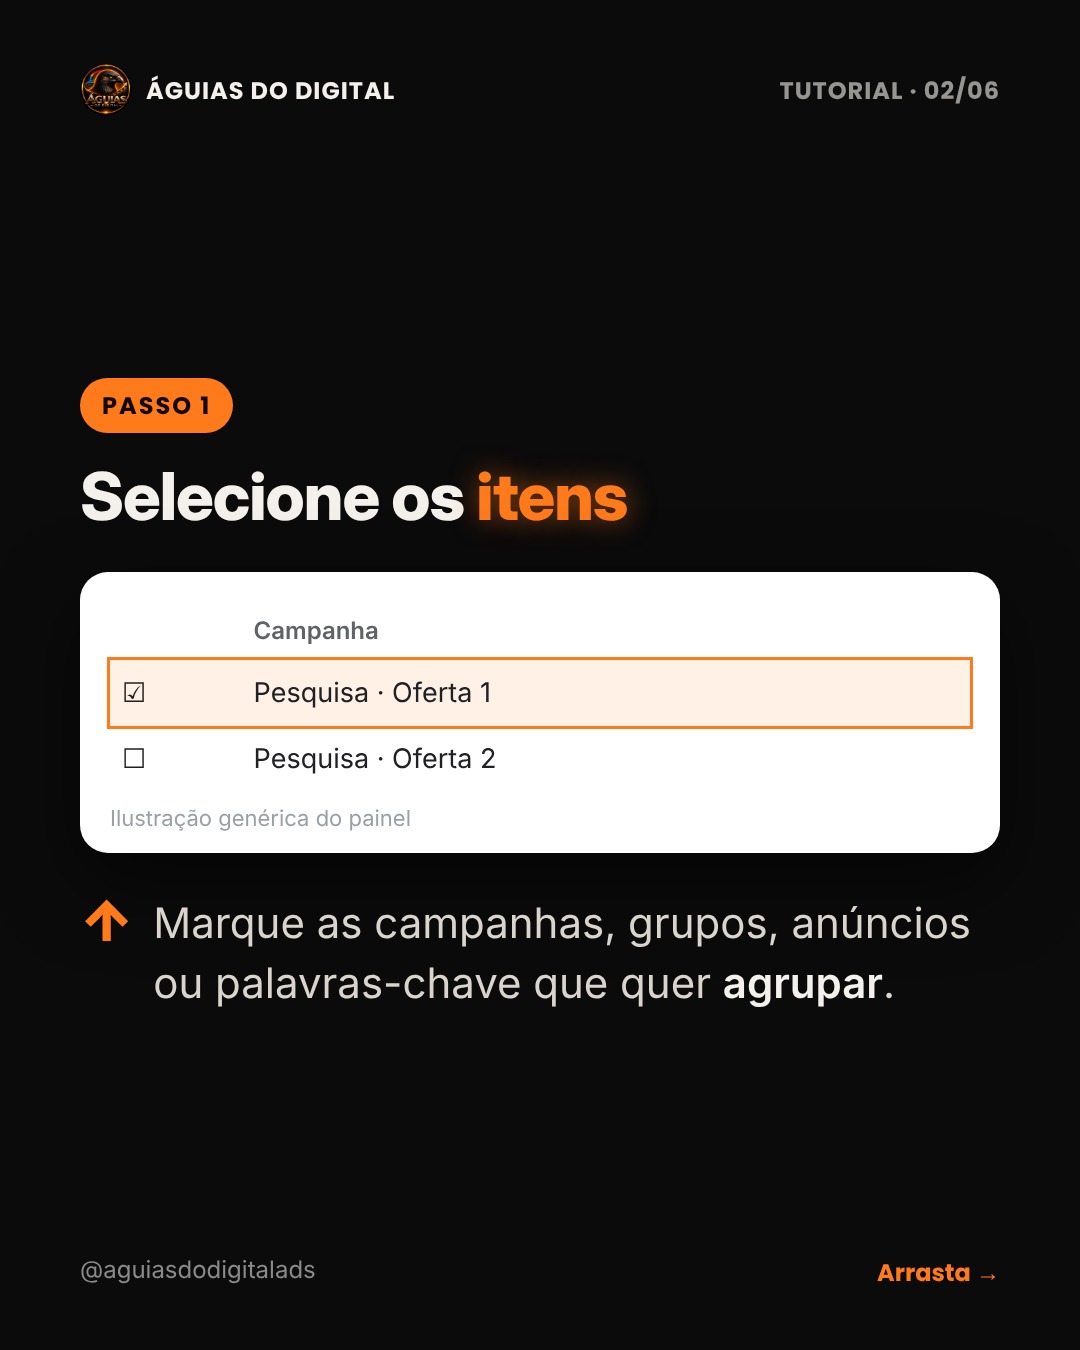 ÁGUIAS
ÁGUIAS DO DIGITAL
TUTORIAL · 02/06
PASSO 1
Selecione os itens
Campanha
☑ Pesquisa · Oferta 1
☐ Pesquisa · Oferta 2
Ilustração genérica do painel
↑ Marque as campanhas, grupos, anúncios
ou palavras-chave que quer agrupar.
@aguiasdodigitalads
Arrasta →